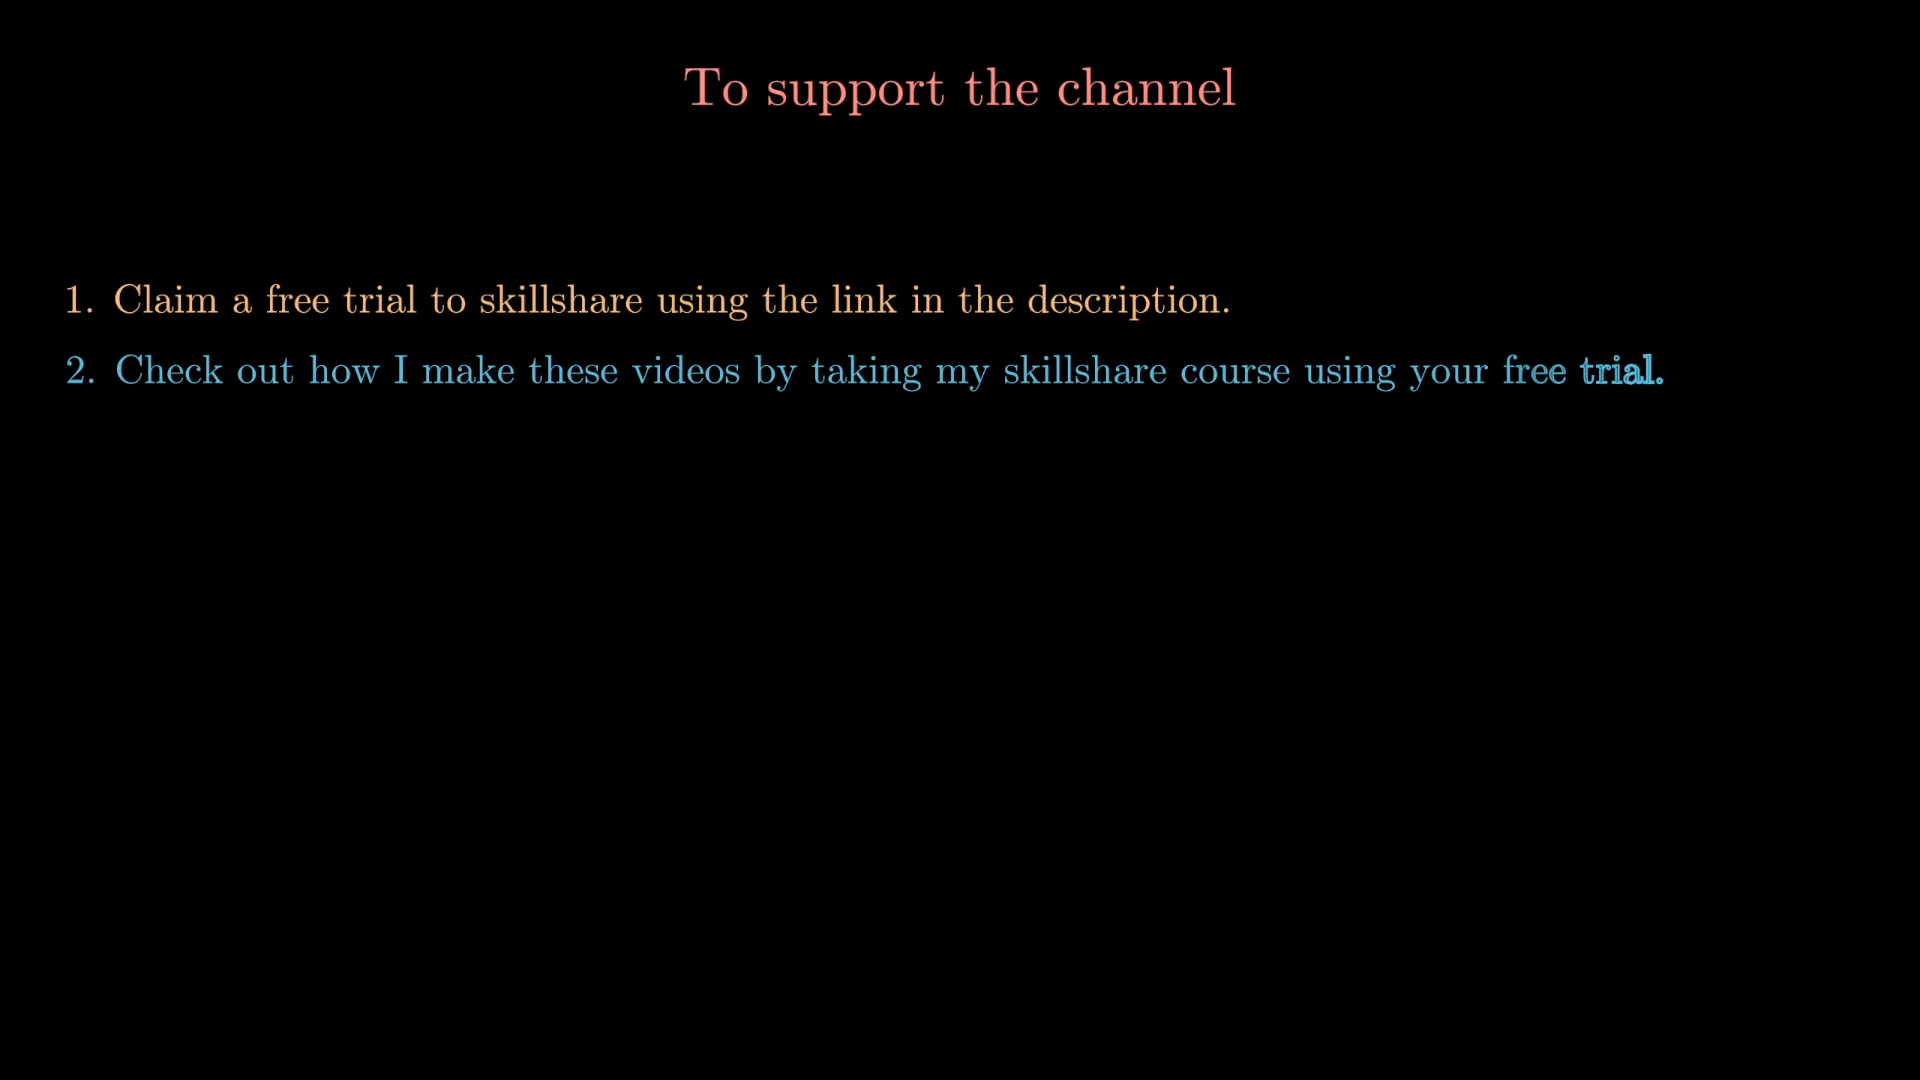 To support the channel
1. Claim a free trial to skillshare using the link in the description.
2. Check out how I make these videos by taking my skillshare course using your free trial.